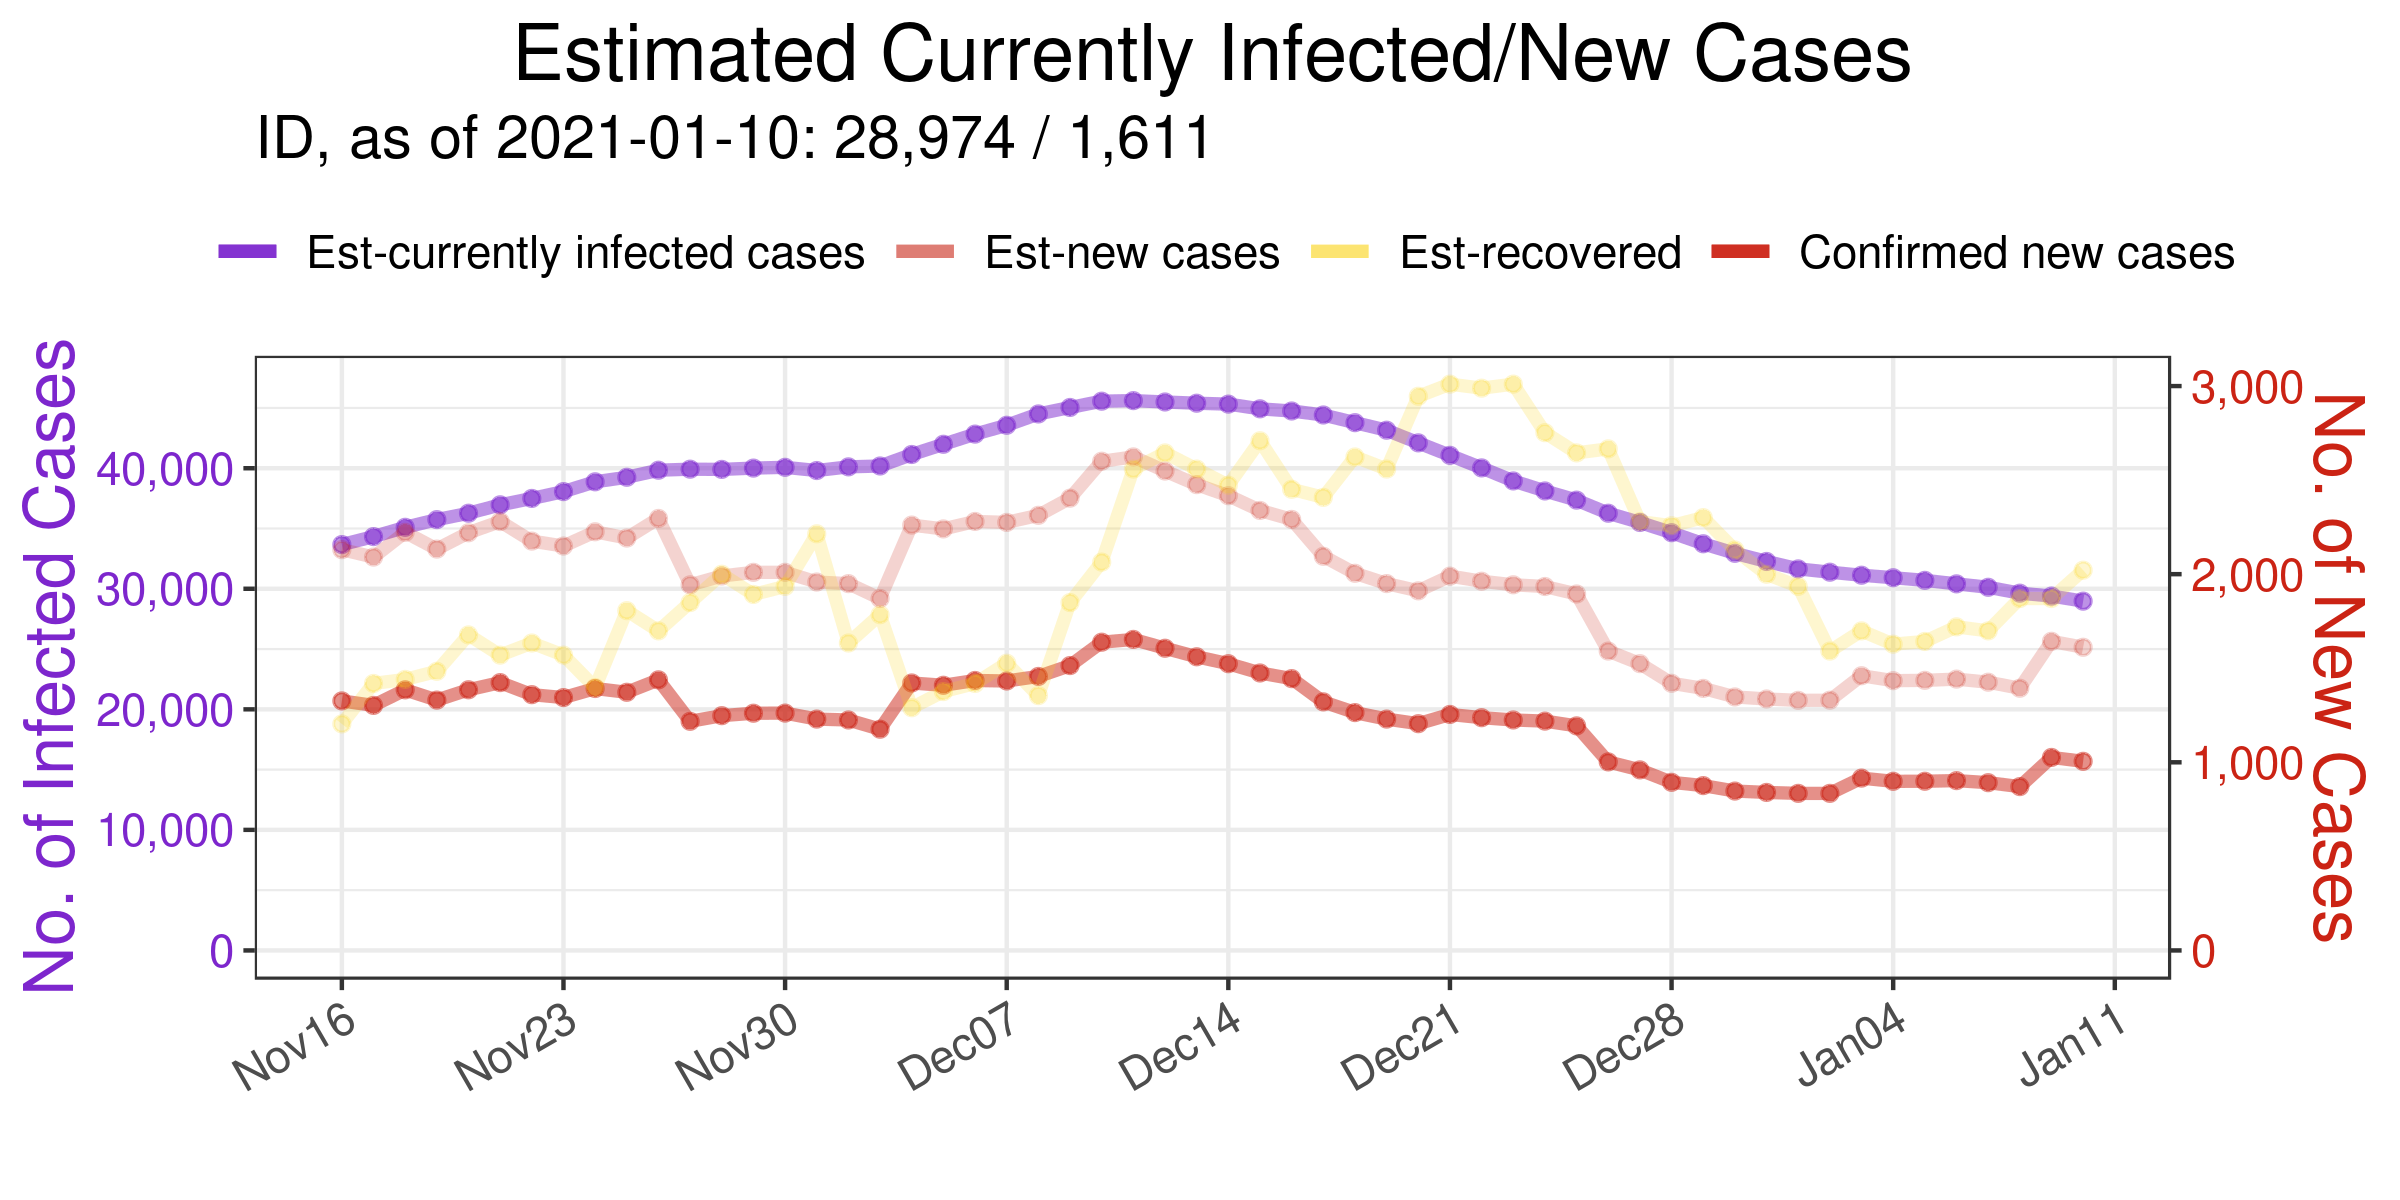 Estimated Currently Infected/New Cases
ID, as of 2021-01-10: 28,974 / 1,611
Est-currently infected cases Est-new cases Est-recovered Confirmed new cases
No. of Infected Cases
40,000
30,000
20,000
10,000
0
3,000
2,000
1,000
0
No. of New Cases
Nov16 Nov23 Nov30 Dec07 Dec14 Dec21 Dec28 Jan04 Jan11